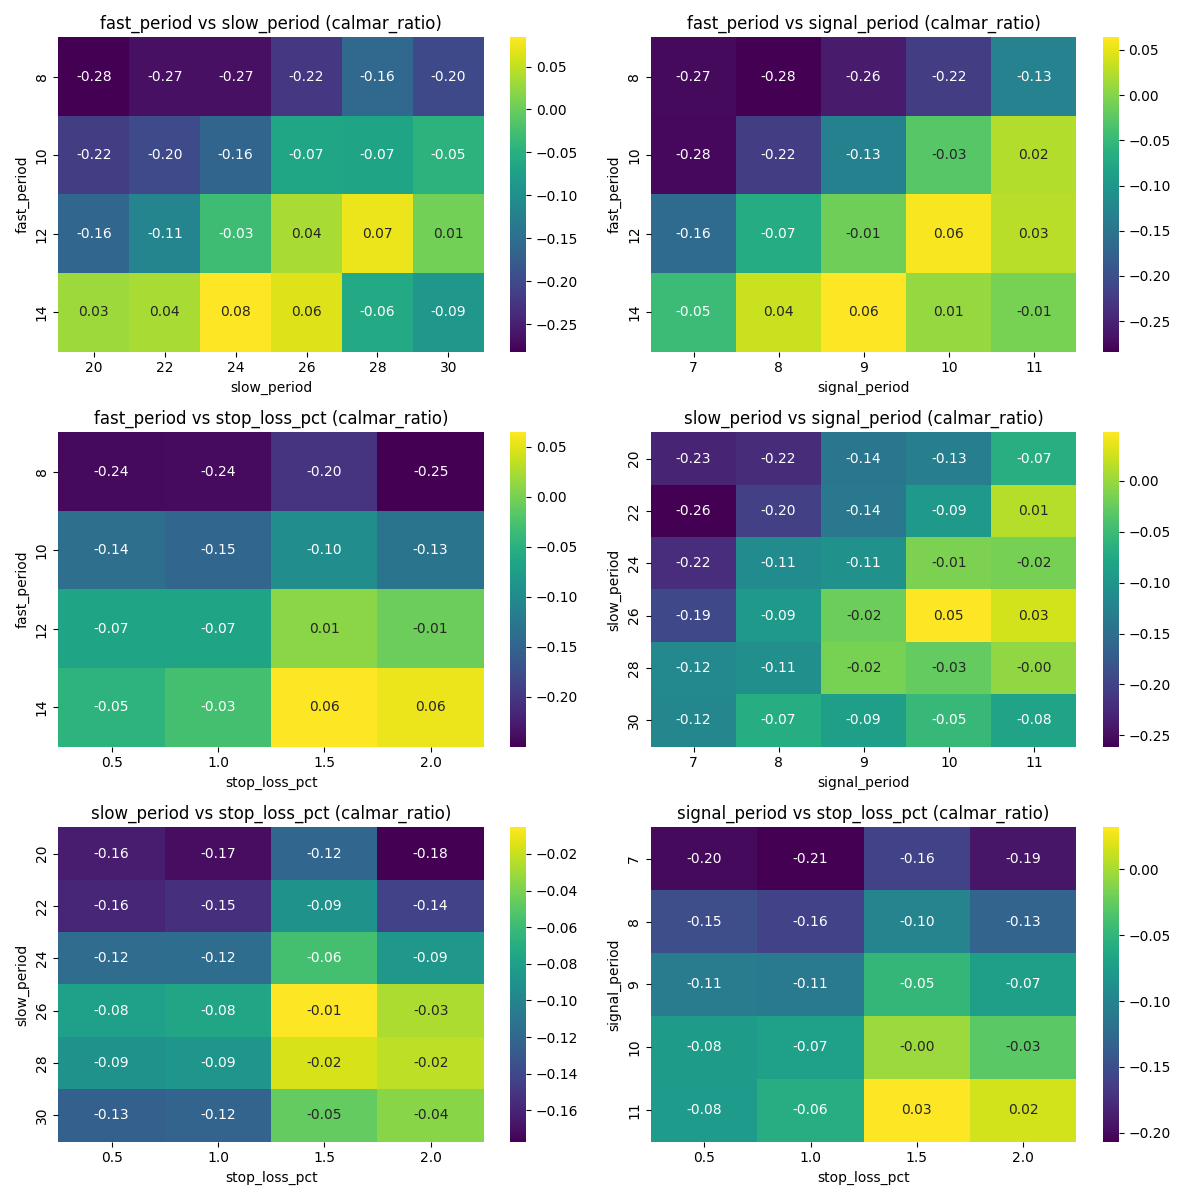 fast_period vs slow_period (calmar_ratio)
fast_period
8 -0.28 -0.27 -0.27 -0.22 -0.16 -0.20
10 -0.22 -0.20 -0.16 -0.07 -0.07 -0.05
12 -0.16 -0.11 -0.03 0.04 0.07 0.01
14 0.03 0.04 0.08 0.06 -0.06 -0.09
20 22 24 26 28 30
slow_period
0.05
0.00
−0.05
−0.10
−0.15
−0.20
−0.25
fast_period vs signal_period (calmar_ratio)
fast_period
8 -0.27 -0.28 -0.26 -0.22 -0.13
10 -0.28 -0.22 -0.13 -0.03 0.02
12 -0.16 -0.07 -0.01 0.06 0.03
14 -0.05 0.04 0.06 0.01 -0.01
7 8 9 10 11
signal_period
0.05
0.00
−0.05
−0.10
−0.15
−0.20
−0.25
fast_period vs stop_loss_pct (calmar_ratio)
fast_period
8 -0.24 -0.24 -0.20 -0.25
10 -0.14 -0.15 -0.10 -0.13
12 -0.07 -0.07 0.01 -0.01
14 -0.05 -0.03 0.06 0.06
0.5 1.0 1.5 2.0
stop_loss_pct
0.05
0.00
−0.05
−0.10
−0.15
−0.20
slow_period vs signal_period (calmar_ratio)
slow_period
20 -0.23 -0.22 -0.14 -0.13 -0.07
22 -0.26 -0.20 -0.14 -0.09 0.01
24 -0.22 -0.11 -0.11 -0.01 -0.02
26 -0.19 -0.09 -0.02 0.05 0.03
28 -0.12 -0.11 -0.02 -0.03 -0.00
30 -0.12 -0.07 -0.09 -0.05 -0.08
7 8 9 10 11
signal_period
0.00
−0.05
−0.10
−0.15
−0.20
−0.25
slow_period vs stop_loss_pct (calmar_ratio)
slow_period
20 -0.16 -0.17 -0.12 -0.18
22 -0.16 -0.15 -0.09 -0.14
24 -0.12 -0.12 -0.06 -0.09
26 -0.08 -0.08 -0.01 -0.03
28 -0.09 -0.09 -0.02 -0.02
30 -0.13 -0.12 -0.05 -0.04
0.5 1.0 1.5 2.0
stop_loss_pct
−0.02
−0.04
−0.06
−0.08
−0.10
−0.12
−0.14
−0.16
signal_period vs stop_loss_pct (calmar_ratio)
signal_period
7 -0.20 -0.21 -0.16 -0.19
8 -0.15 -0.16 -0.10 -0.13
9 -0.11 -0.11 -0.05 -0.07
10 -0.08 -0.07 -0.00 -0.03
11 -0.08 -0.06 0.03 0.02
0.5 1.0 1.5 2.0
stop_loss_pct
0.00
−0.05
−0.10
−0.15
−0.20